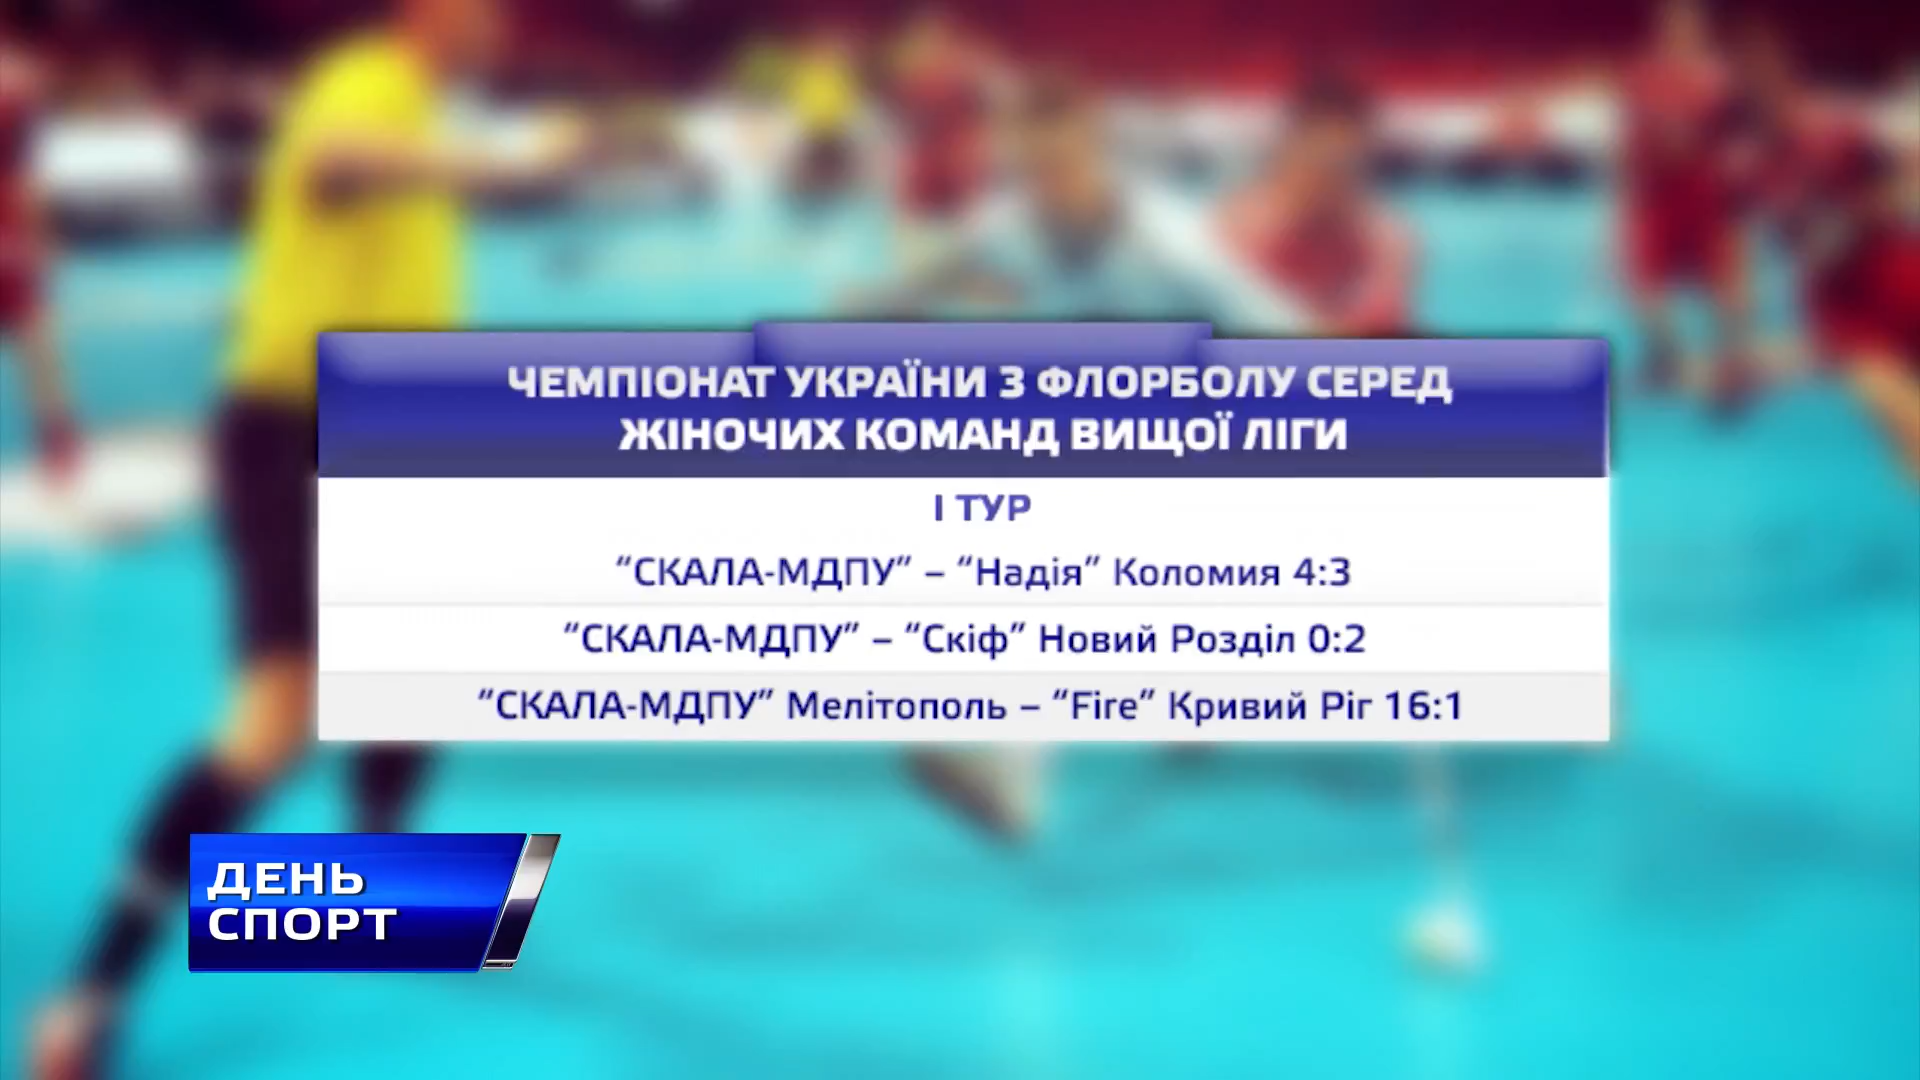 ЧЕМПІОНАТ УКРАЇНИ З ФЛОРБОЛУ СЕРЕД
ЖІНОЧИХ КОМАНД ВИЩОЇ ЛІГИ
І ТУР
“СКАЛА-МДПУ” – “Надія” Коломия 4:3
“СКАЛА-МДПУ” – “Скіф” Новий Розділ 0:2
“СКАЛА-МДПУ” Мелітополь – “Fire” Кривий Ріг 16:1
ДЕНЬ
СПОРТ